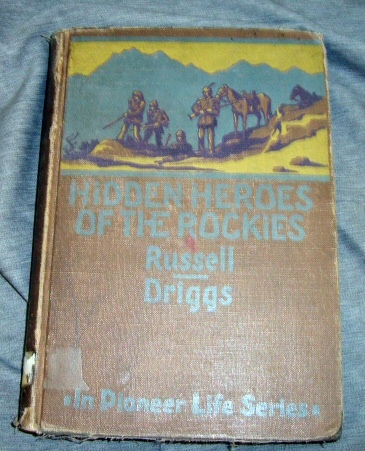 HIDDEN HEROES
OF THE ROCKIES
Russell
Driggs
In Pioneer Life Series